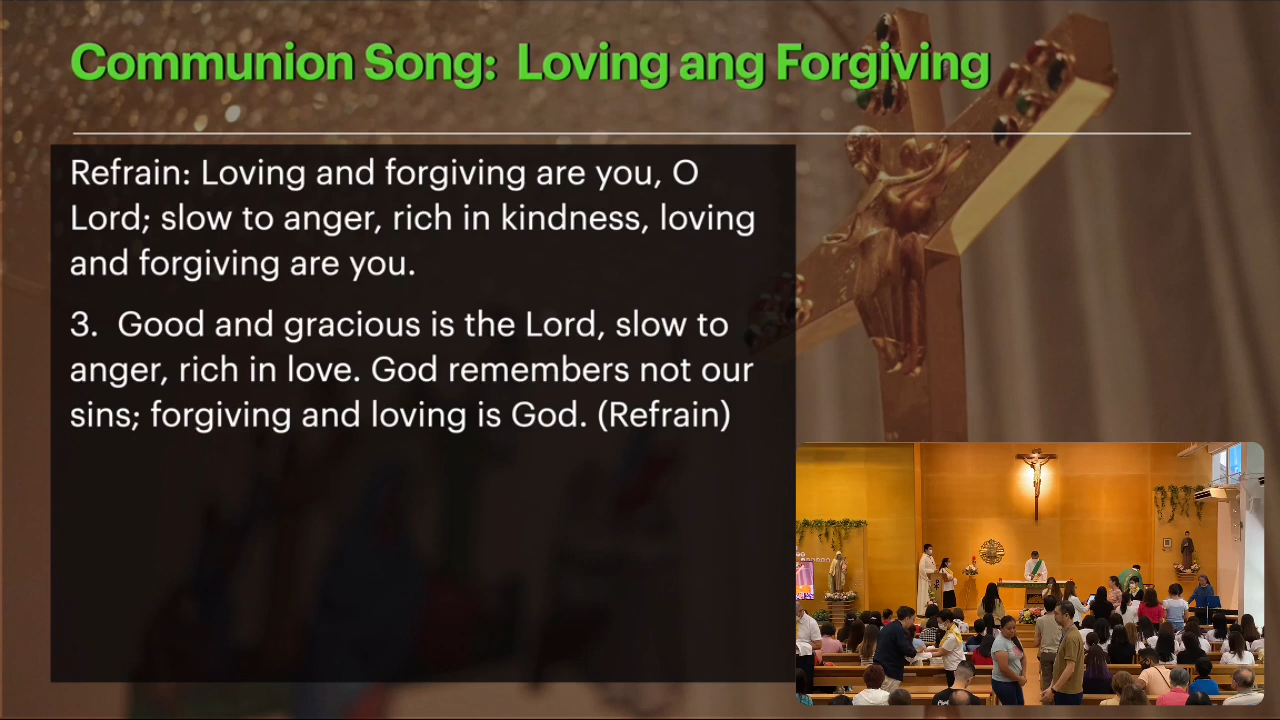 Communion Song: Loving ang Forgiving
Refrain: Loving and forgiving are you, O
Lord; slow to anger, rich in kindness, loving
and forgiving are you.
3. Good and gracious is the Lord, slow to
anger, rich in love. God remembers not our
sins; forgiving and loving is God. (Refrain)